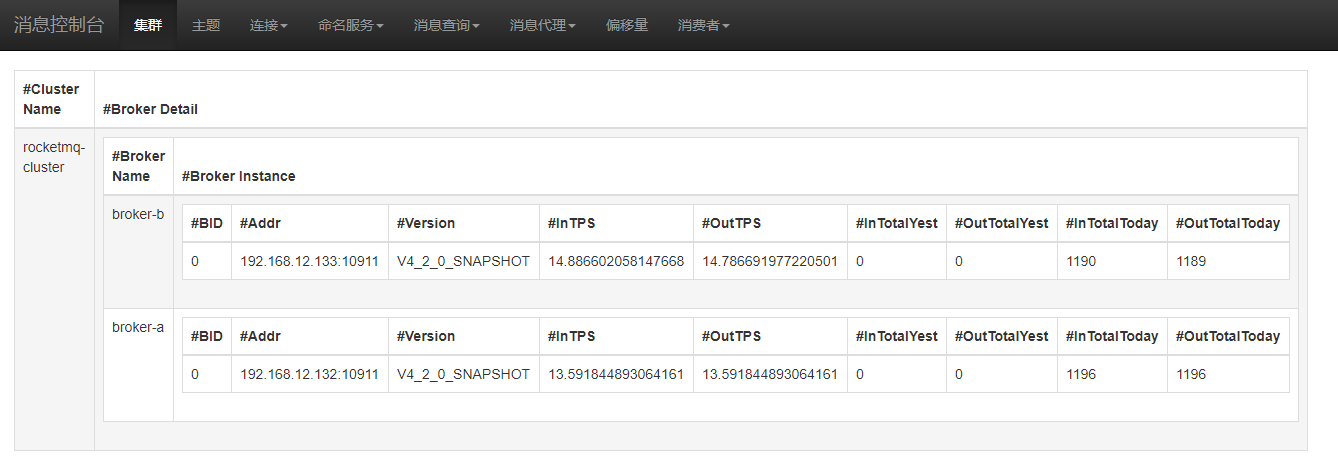 消息控制台 集群 主题 连接 命名服务 消息查询 消息代理 偏移量 消费者
#Cluster
Name
#Broker Detail
rocketmq-
cluster
#Broker
Name
#Broker Instance
broker-b
#BID #Addr #Version #InTPS #OutTPS #InTotalYest #OutTotalYest #InTotalToday #OutTotalToday
0 192.168.12.133:10911 V4_2_0_SNAPSHOT 14.886602058147668 14.786691977220501 0 0 1190 1189
broker-a
#BID #Addr #Version #InTPS #OutTPS #InTotalYest #OutTotalYest #InTotalToday #OutTotalToday
0 192.168.12.132:10911 V4_2_0_SNAPSHOT 13.591844893064161 13.591844893064161 0 0 1196 1196